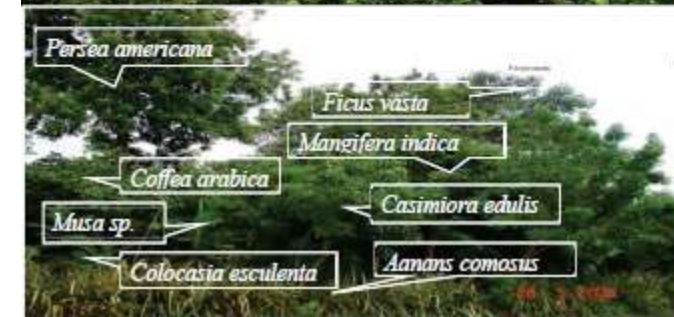 Persea americana
Ficus vasta
Mangifera indica
Coffea arabica
Casimiora edulis
Musa sp.
Colocasia esculenta
Aanans comosus